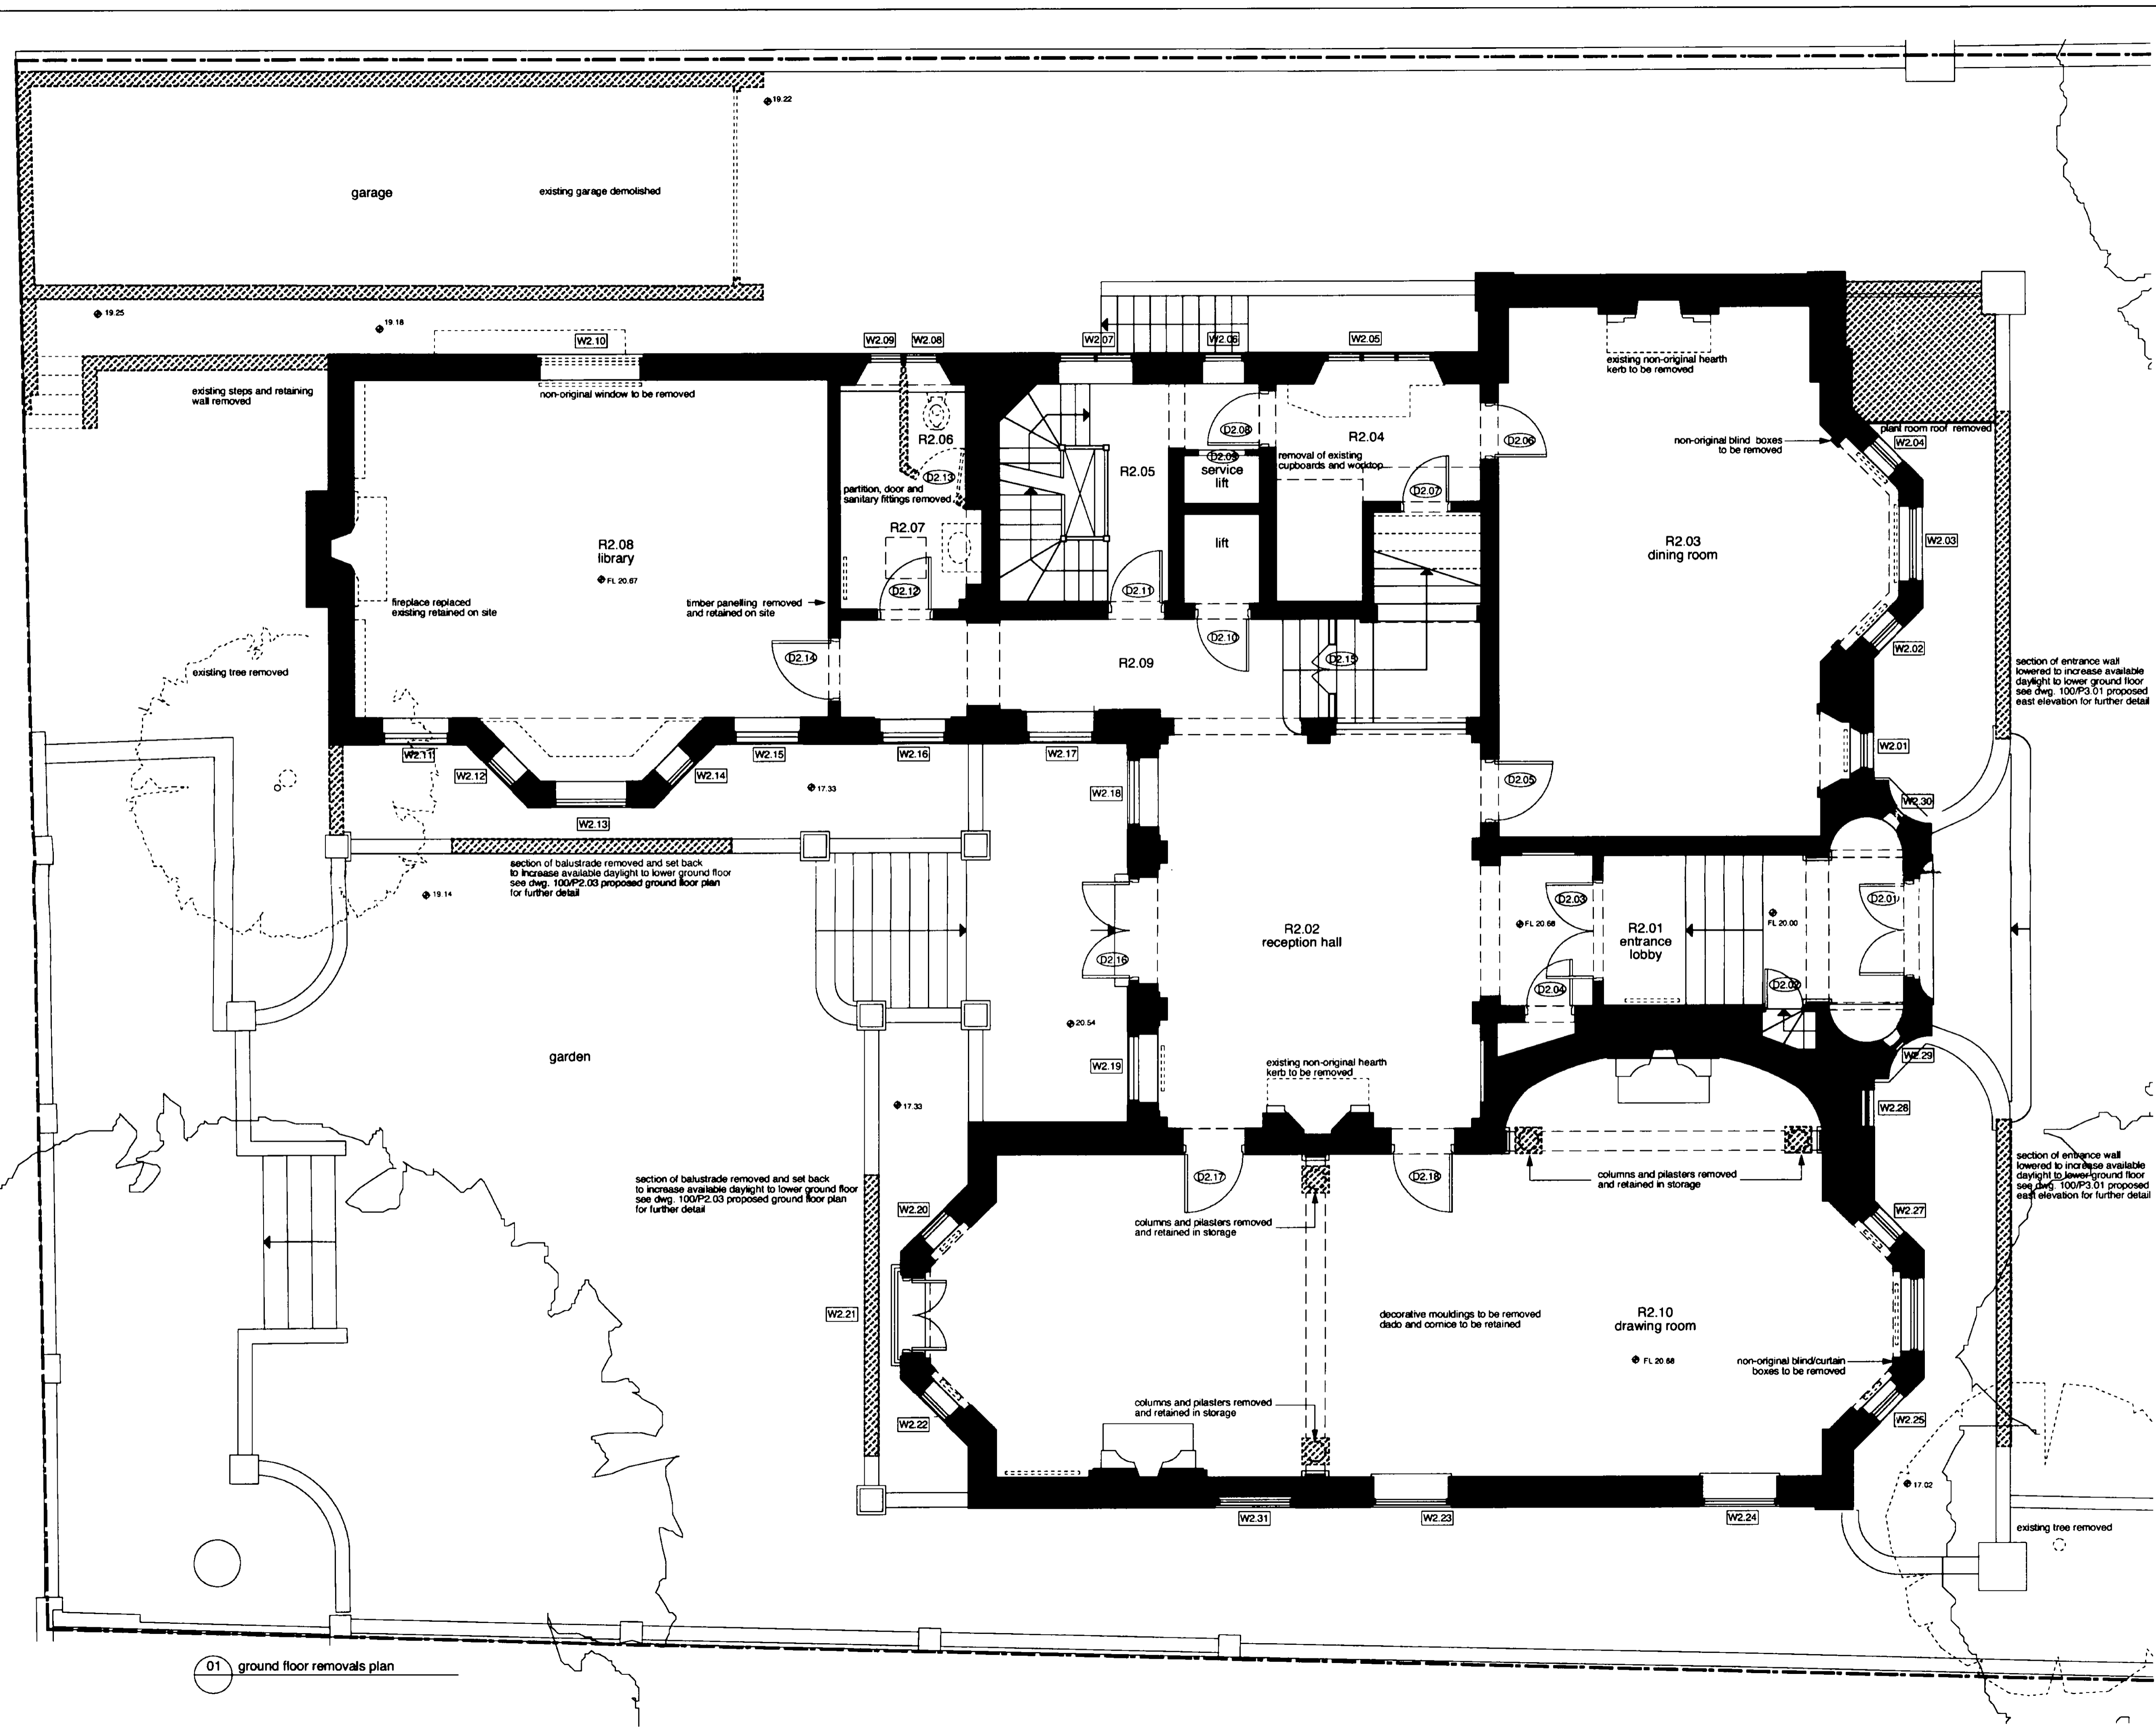 19.22
garage
existing garage demolished
19.25
19.18
W2.10
W2.09
W2.08
W2.07
W2.06
W2.05
existing steps and retaining
wall removed
non-original window to be removed
existing non-original hearth
kerb to be removed
plant room roof removed
W2.04
non-original blind boxes
to be removed
R2.06
D2.13
partition, door and
sanitary fittings removed
R2.07
D2.12
R2.05
D2.08
D2.09
service
lift
lift
R2.04
removal of existing
cupboards and worktop
D2.06
D2.07
R2.03
dining room
W2.03
R2.08
library
FL 20.67
fireplace replaced
existing retained on site
timber panelling removed
and retained on site
D2.11
D2.10
D2.14
R2.09
D2.15
W2.02
existing tree removed
section of entrance wall
lowered to increase available
daylight to lower ground floor
see dwg. 100/P3.01 proposed
east elevation for further detail
W2.11
W2.12
W2.13
W2.14
W2.15
W2.16
W2.17
W2.18
W2.01
W2.30
17.33
D2.05
section of balustrade removed and set back
to increase available daylight to lower ground floor
see dwg. 100/P2.03 proposed ground floor plan
for further detail
19.14
D2.16
R2.02
reception hall
FL 20.68
D2.03
D2.04
R2.01
entrance
lobby
FL 20.00
D2.01
D2.02
20.54
garden
W2.19
existing non-original hearth
kerb to be removed
W2.29
W2.28
17.33
D2.17
D2.18
columns and pilasters removed
and retained in storage
section of entrance wall
lowered to increase available
daylight to lower ground floor
see dwg. 100/P3.01 proposed
east elevation for further detail
section of balustrade removed and set back
to increase available daylight to lower ground floor
see dwg. 100/P2.03 proposed ground floor plan
for further detail
W2.20
columns and pilasters removed
and retained in storage
W2.27
W2.21
decorative mouldings to be removed
dado and cornice to be retained
R2.10
drawing room
FL 20.68
non-original blind/curtain
boxes to be removed
W2.22
columns and pilasters removed
and retained in storage
W2.25
17.02
W2.31
W2.23
W2.24
existing tree removed
01 ground floor removals plan